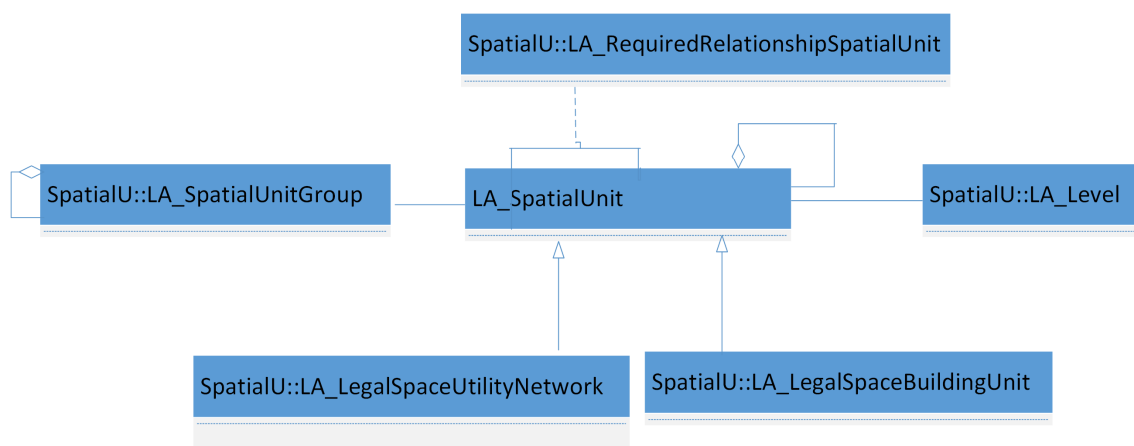 SpatialU::LA_RequiredRelationshipSpatialUnit
SpatialU::LA_SpatialUnitGroup
LA_SpatialUnit
SpatialU::LA_Level
SpatialU::LA_LegalSpaceUtilityNetwork
SpatialU::LA_LegalSpaceBuildingUnit